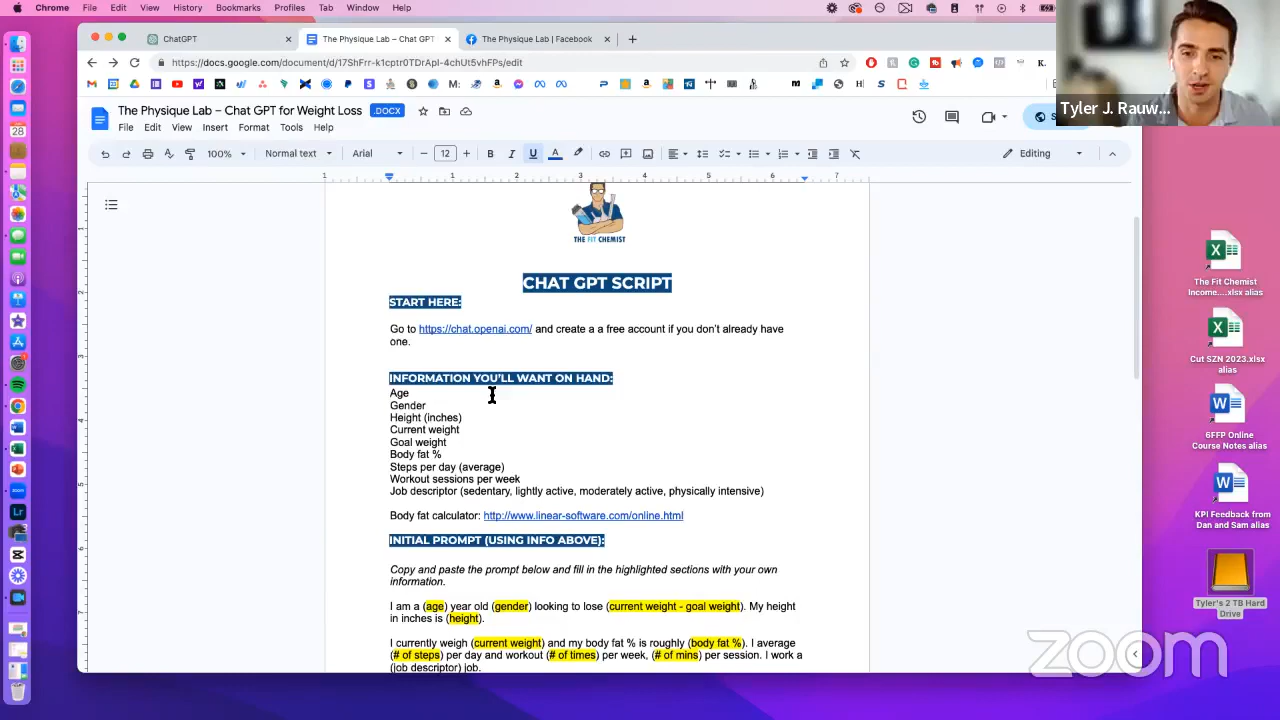 Chrome File Edit View History Bookmarks Profiles Tab Window Help
ChatGPT
The Physique Lab – Chat GPT
The Physique Lab | Facebook
https://docs.google.com/document/d/17ShFrr-k1cptr0TDrApI-4chUt5vhFPs/edit
The Physique Lab – Chat GPT for Weight Loss .DOCX
File Edit View Insert Format Tools Help
100% Normal text Arial 12 Editing
Tyler J. Rauw...
28
1 1 2 3 4 5 6 7
THE FIT CHEMIST
CHAT GPT SCRIPT
START HERE:
Go to https://chat.openai.com/ and create a a free account if you don't already have
one.
INFORMATION YOU'LL WANT ON HAND:
Age
Gender
Height (inches)
Current weight
Goal weight
Body fat %
Steps per day (average)
Workout sessions per week
Job descriptor (sedentary, lightly active, moderately active, physically intensive)
Body fat calculator: http://www.linear-software.com/online.html
INITIAL PROMPT (USING INFO ABOVE):
Copy and paste the prompt below and fill in the highlighted sections with your own
information.
I am a (age) year old (gender) looking to lose (current weight - goal weight). My height
in inches is (height).
I currently weigh (current weight) and my body fat % is roughly (body fat %). I average
(# of steps) per day and workout (# of times) per week, (# of mins) per session. I work a
(job descriptor) job.
The Fit Chemist
Income....xlsx alias
Cut SZN 2023.xlsx
alias
6FFP Online
Course Notes alias
KPI Feedback from
Dan and Sam alias
Tyler's 2 TB Hard
Drive
zoom